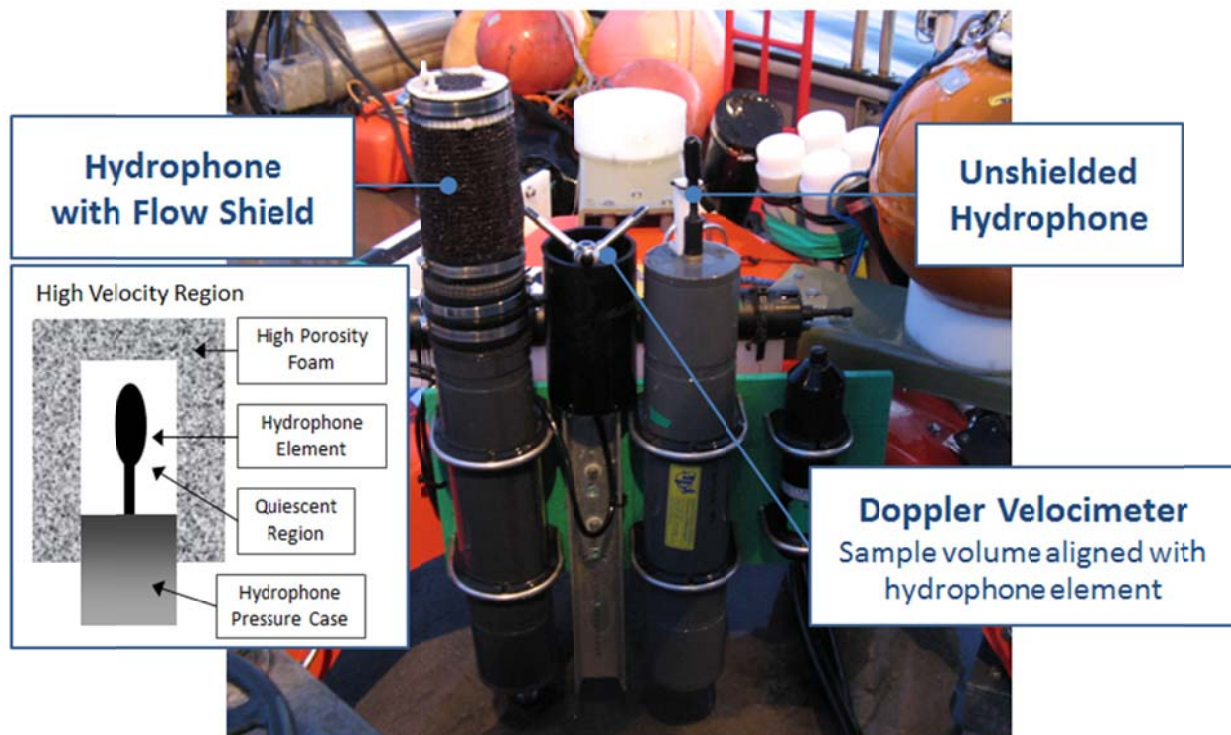 Hydrophone
with Flow Shield
Unshielded
Hydrophone
High Velocity Region
High Porosity
Foam
Hydrophone
Element
Quiescent
Region
Hydrophone
Pressure Case
Doppler Velocimeter
Sample volume aligned with
hydrophone element